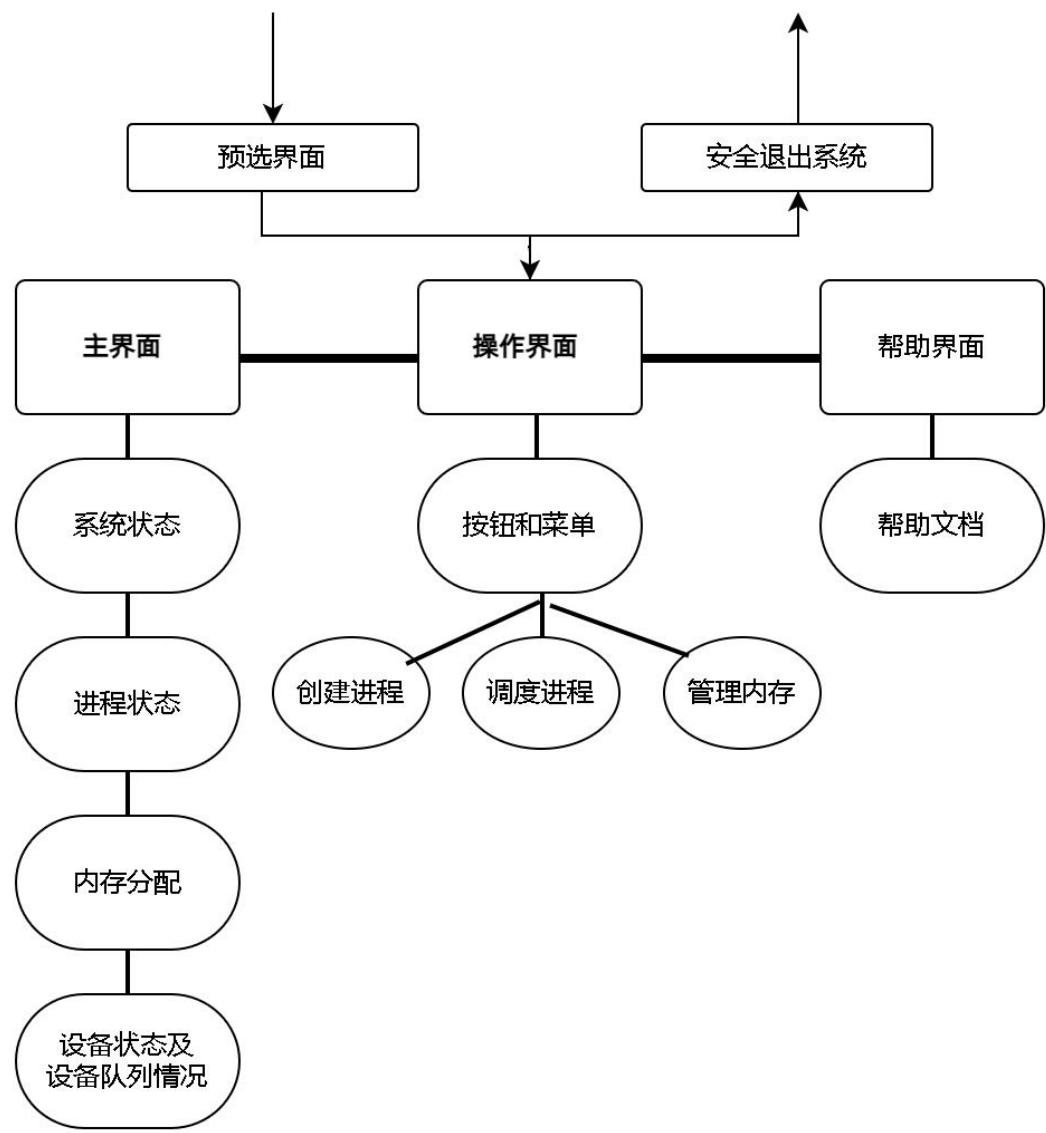 预选界面
安全退出系统
主界面
操作界面
帮助界面
系统状态
按钮和菜单
帮助文档
进程状态
创建进程
调度进程
管理内存
内存分配
设备状态及
设备队列情况